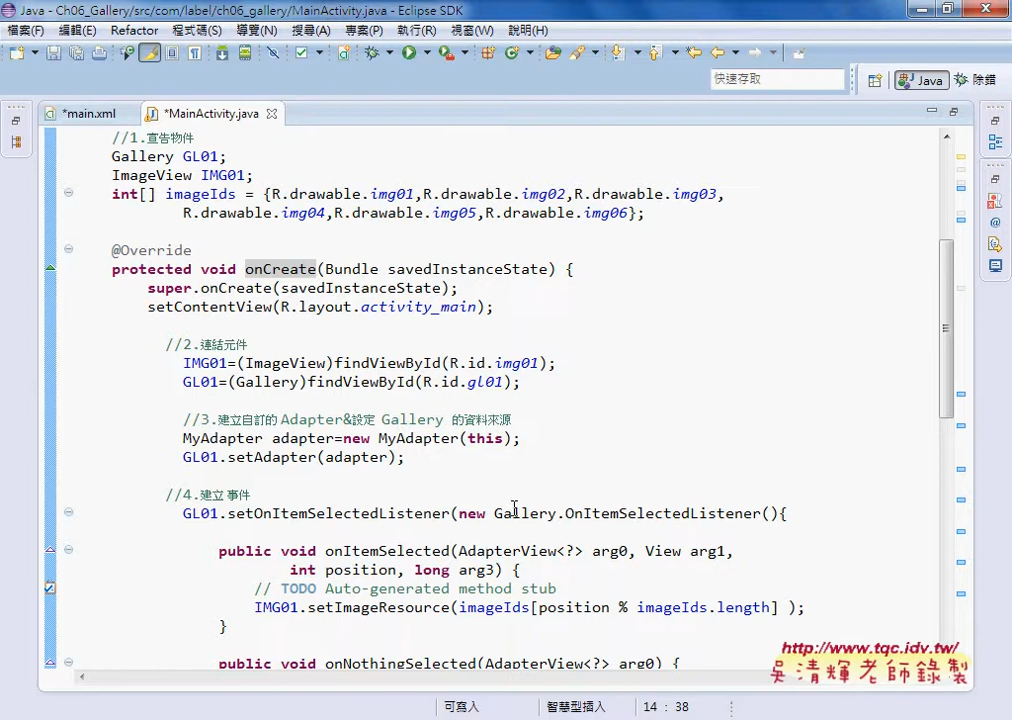 Java - Ch06_Gallery/src/com/label/ch06_gallery/MainActivity.java - Eclipse SDK
檔案(F) 編輯(E) Refactor 程式碼(S) 導覽(N) 搜尋(A) 專案(P) 執行(R) 視窗(W) 說明(H)
快速存取 Java 除錯
*main.xml *MainActivity.java
//1.宣告物件
Gallery GL01;
ImageView IMG01;
int[] imageIds = {R.drawable.img01,R.drawable.img02,R.drawable.img03,
R.drawable.img04,R.drawable.img05,R.drawable.img06};
@Override
protected void onCreate(Bundle savedInstanceState) {
super.onCreate(savedInstanceState);
setContentView(R.layout.activity_main);
//2.連結元件
IMG01=(ImageView)findViewById(R.id.img01);
GL01=(Gallery)findViewById(R.id.gl01);
//3.建立自訂的 Adapter&設定 Gallery 的資料來源
MyAdapter adapter=new MyAdapter(this);
GL01.setAdapter(adapter);
//4.建立 事件
GL01.setOnItemSelectedListener(new Gallery.OnItemSelectedListener(){
public void onItemSelected(AdapterView<?> arg0, View arg1,
int position, long arg3) {
// TODO Auto-generated method stub
IMG01.setImageResource(imageIds[position % imageIds.length] );
}
public void onNothingSelected(AdapterView<?> arg0) {
http://www.tqc.idv.tw/
吳清輝老師錄製
可寫入 智慧型插入 14 : 38